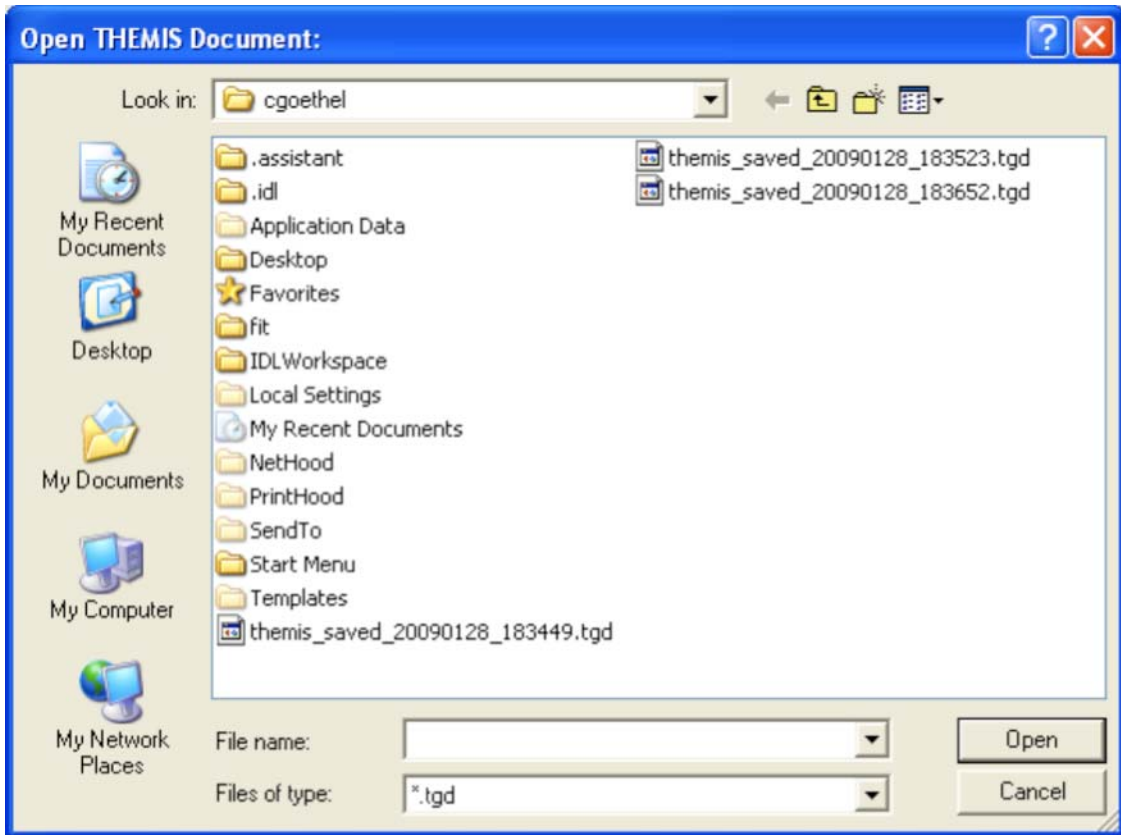 Open THEMIS Document:
Look in:
cgoethel
My Recent
Documents
Desktop
My Documents
My Computer
My Network
Places
.assistant
.idl
Application Data
Desktop
Favorites
fit
IDLWorkspace
Local Settings
My Recent Documents
NetHood
PrintHood
SendTo
Start Menu
Templates
themis_saved_20090128_183449.tgd
themis_saved_20090128_183523.tgd
themis_saved_20090128_183652.tgd
File name:
Open
Files of type:
*.tgd
Cancel